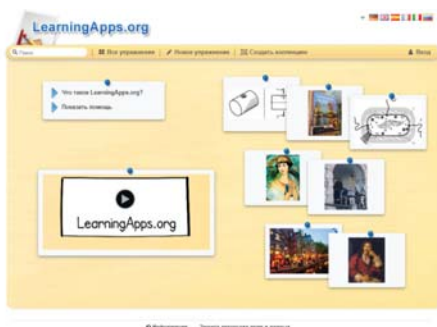 LearningApps.org
Поиск
Все упражнения
Новое упражнение
Создать коллекцию
Вход
Что такое LearningApps.org?
Показать помощь
LearningApps.org